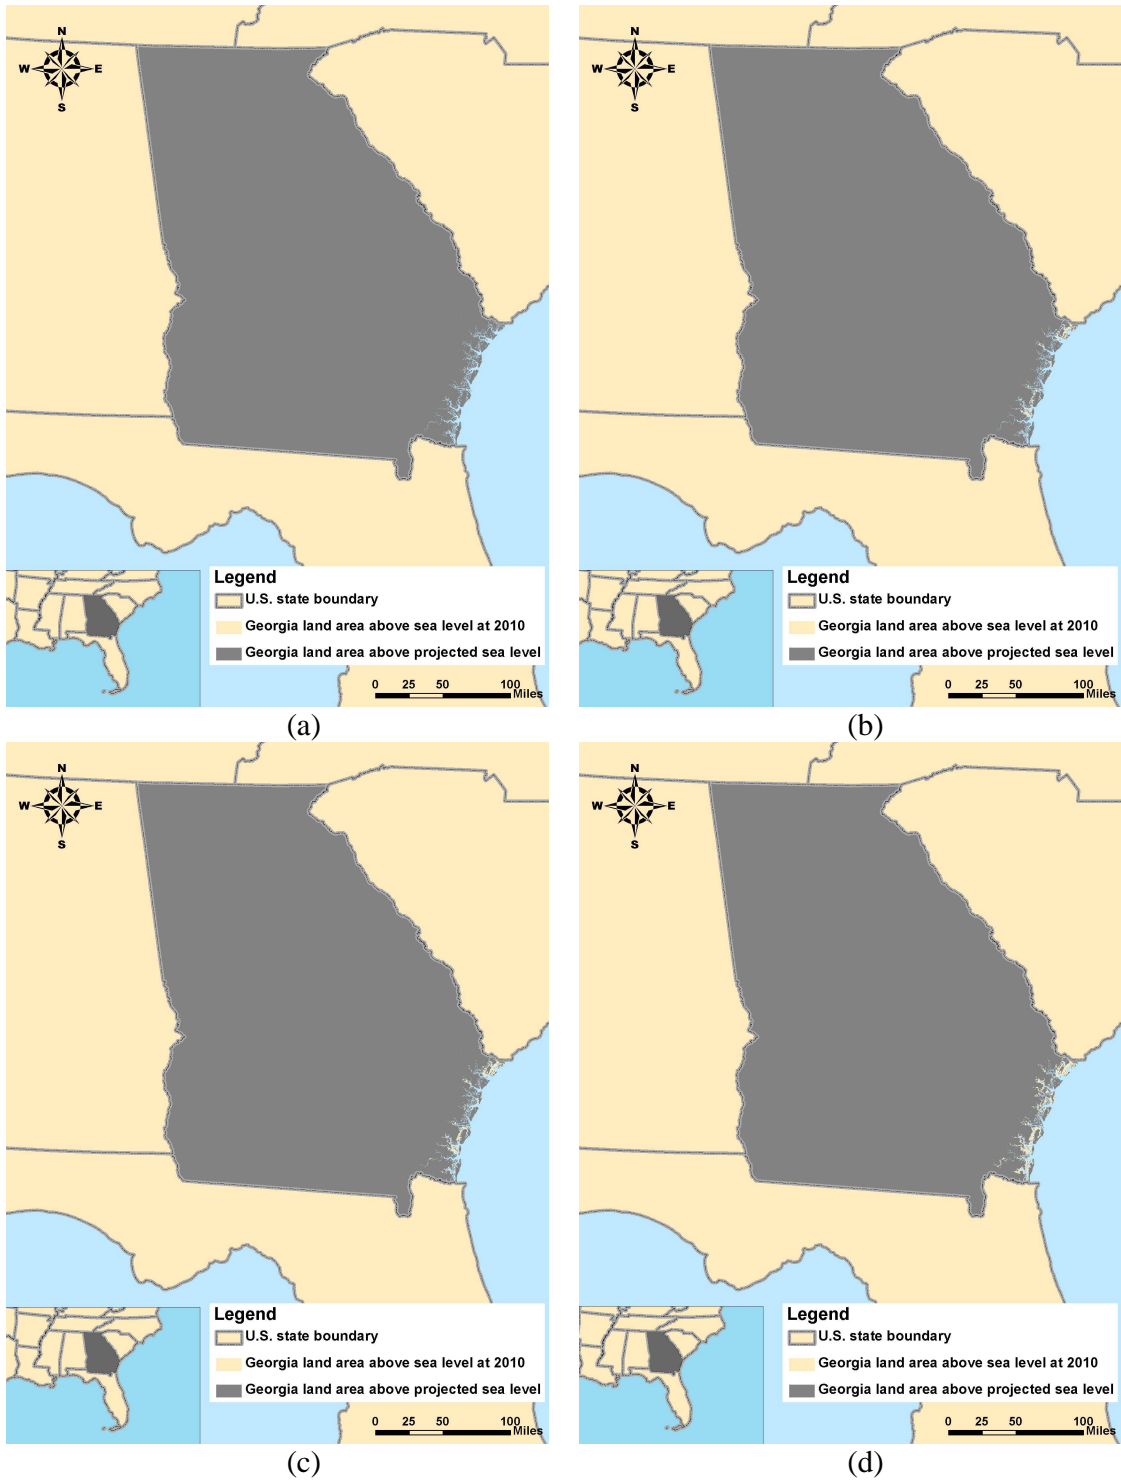 N
W E
S
Legend
U.S. state boundary
Georgia land area above sea level at 2010
Georgia land area above projected sea level
0 25 50 100
Miles
(a)
N
W E
S
Legend
U.S. state boundary
Georgia land area above sea level at 2010
Georgia land area above projected sea level
0 25 50 100
Miles
(b)
N
W E
S
Legend
U.S. state boundary
Georgia land area above sea level at 2010
Georgia land area above projected sea level
0 25 50 100
Miles
(c)
N
W E
S
Legend
U.S. state boundary
Georgia land area above sea level at 2010
Georgia land area above projected sea level
0 25 50 100
Miles
(d)